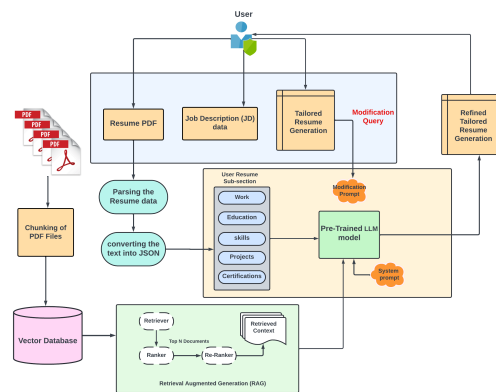 User
PDF
PDF
PDF
PDF
Resume PDF
Job Description (JD)
data
Tailored
Resume
Generation
Modification
Query
Refined
Tailored
Resume
Generation
Chunking of
PDF Files
Parsing the
Resume data
converting the
text into JSON
User Resume
Sub-section
Work
Education
skills
Projects
Certifications
Modification
Prompt
Pre-Trained LLM
model
System
prompt
Vector Database
Retriever
Top N Documents
Ranker
Re-Ranker
Retrieved
Context
Retrieval Augmented Generation (RAG)